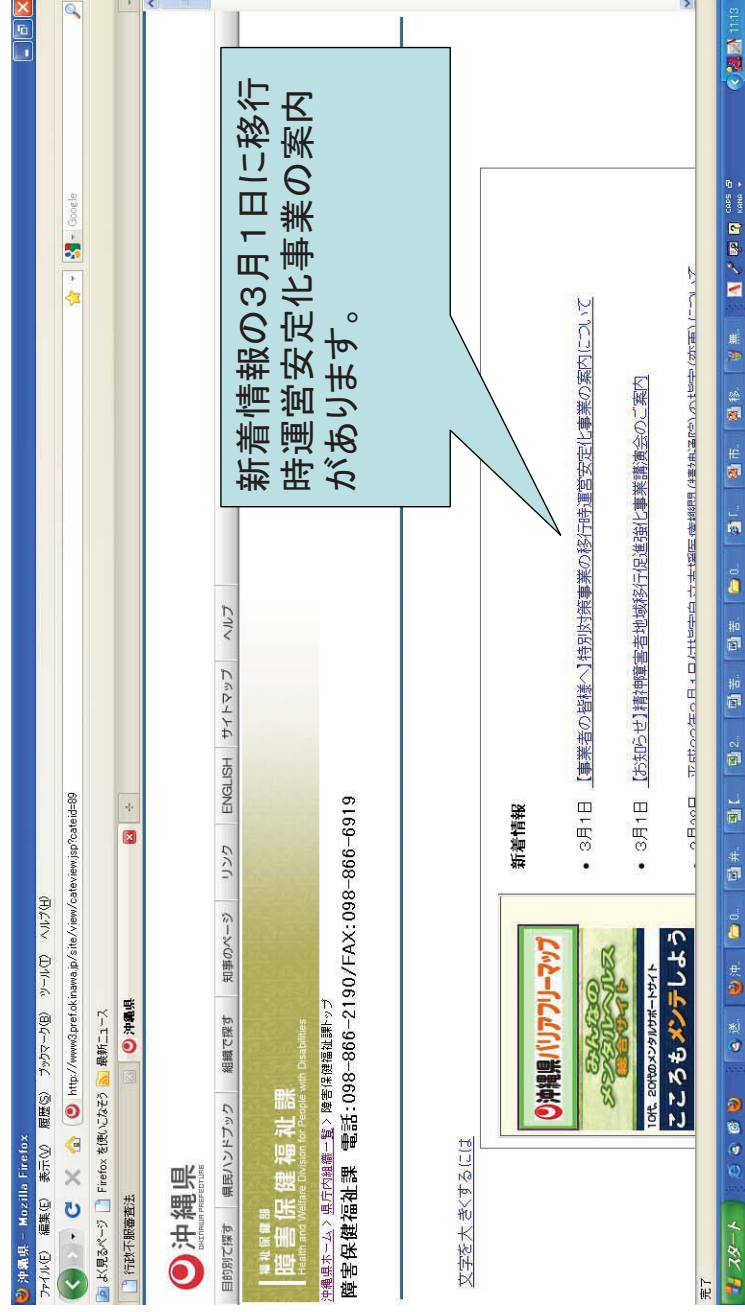 沖縄県 - Mozilla Firefox
ファイル(F) 編集(E) 表示(V) 履歴(S) ブックマーク(B) ツール(T) ヘルプ(H)
http://www3.pref.okinawa.jp/site/view/cateview.jsp?cateid=89
Google
よく見るページ Firefox を使いこなそう 最新ニュース
行政不服審査法 沖縄県
沖縄県
OKINAWA PREFECTURE
目的別で探す 県民ハンドブック 組織で探す 知事のページ リンク ENGLISH サイトマップ ヘルプ
福祉保健部
障害保健福祉課
Health and Welfare Division for People with Disabilities
沖縄県ホーム > 県庁内組織一覧 > 障害保健福祉課トップ
障害保健福祉課 電話:098-866-2190/FAX:098-866-6919
新着情報の3月1日に移行
時運営安定化事業の案内
があります。
文字を大きくするには
沖縄県バリアフリーマップ
みんなの
メンタルヘルス
総合サイト
10代、20代のメンタルサポートサイト
こころもメンテしよう
新着情報
• 3月1日 【事業者の皆様へ】特別対策事業の移行時運営安定化事業の案内について
• 3月1日 【お知らせ】精神障害者地域移行促進強化事業講演会のご案内
完了
スタート
CAPS
KANA
11:13